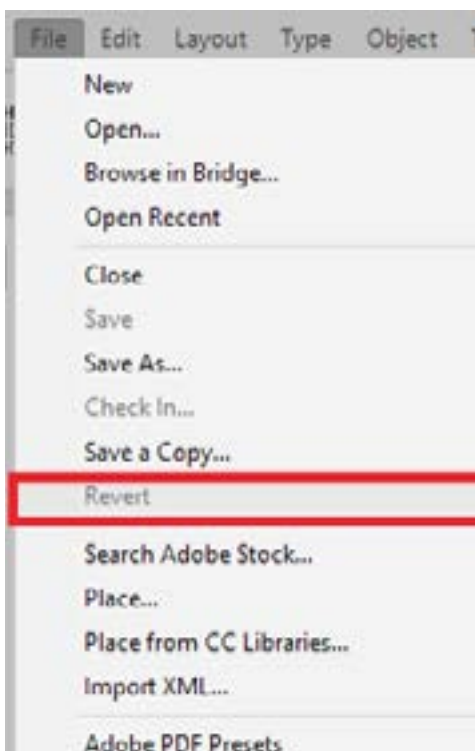 File Edit Layout Type Object
New
Open...
Browse in Bridge...
Open Recent
Close
Save
Save As...
Check In...
Save a Copy...
Revert
Search Adobe Stock...
Place...
Place from CC Libraries...
Import XML...
Adobe PDF Presets